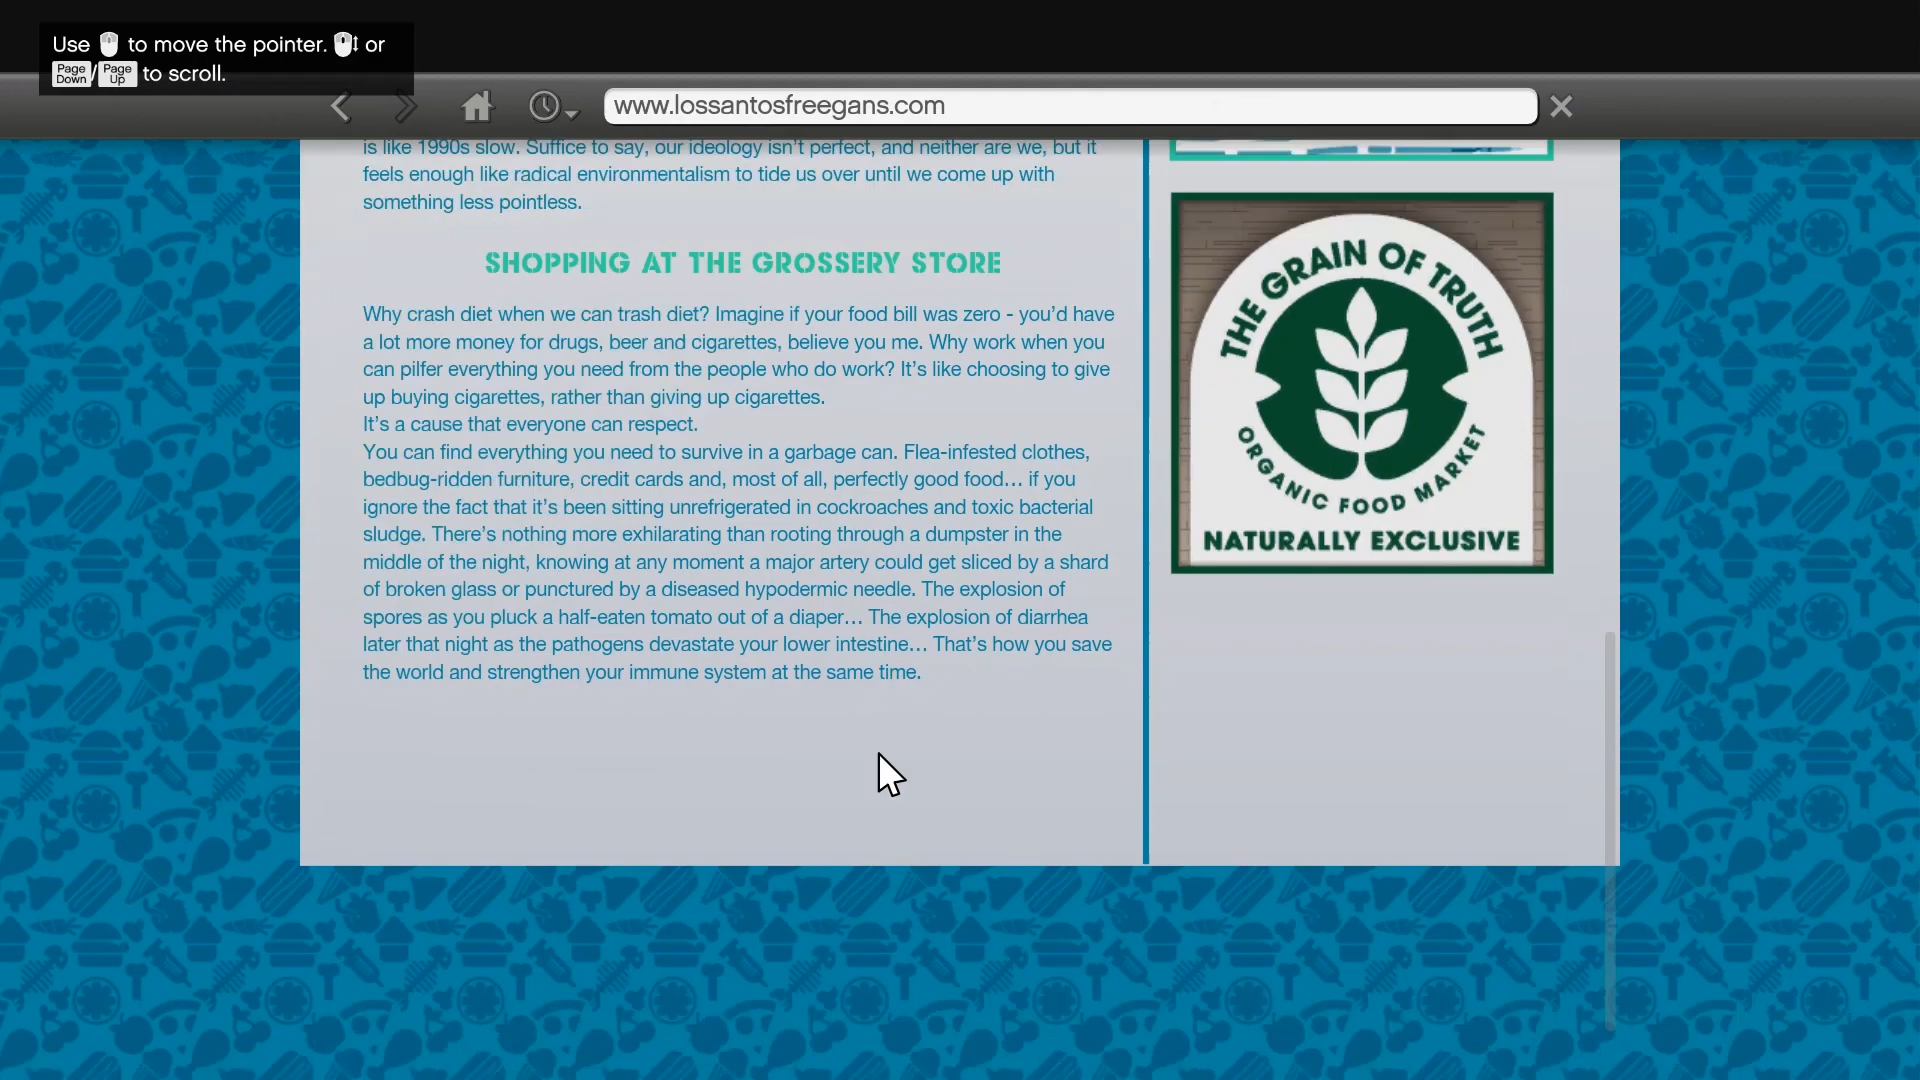 Use to move the pointer. or
Page Down / Page Up to scroll.
www.lossantosfreegans.com
is like 1990s slow. Suffice to say, our ideology isn't perfect, and neither are we, but it
feels enough like radical environmentalism to tide us over until we come up with
something less pointless.
SHOPPING AT THE GROSSERY STORE
Why crash diet when we can trash diet? Imagine if your food bill was zero - you'd have
a lot more money for drugs, beer and cigarettes, believe you me. Why work when you
can pilfer everything you need from the people who do work? It's like choosing to give
up buying cigarettes, rather than giving up cigarettes.
It's a cause that everyone can respect.
You can find everything you need to survive in a garbage can. Flea-infested clothes,
bedbug-ridden furniture, credit cards and, most of all, perfectly good food... if you
ignore the fact that it's been sitting unrefrigerated in cockroaches and toxic bacterial
sludge. There's nothing more exhilarating than rooting through a dumpster in the
middle of the night, knowing at any moment a major artery could get sliced by a shard
of broken glass or punctured by a diseased hypodermic needle. The explosion of
spores as you pluck a half-eaten tomato out of a diaper... The explosion of diarrhea
later that night as the pathogens devastate your lower intestine... That's how you save
the world and strengthen your immune system at the same time.
THE GRAIN OF TRUTH
ORGANIC FOOD MARKET
NATURALLY EXCLUSIVE